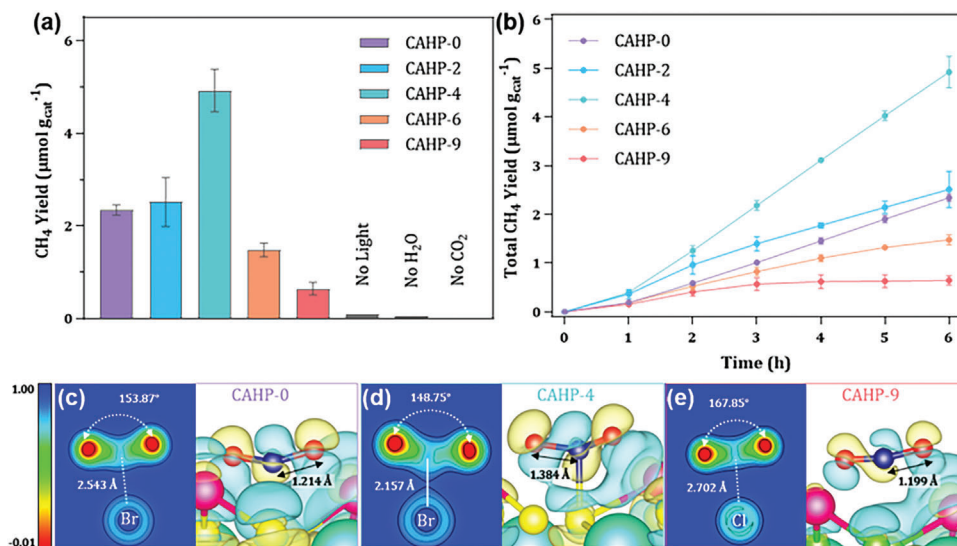 (a)
CH₄ Yield (μmol g_cat⁻¹)
6
4
2
0
CAHP-0
CAHP-2
CAHP-4
CAHP-6
CAHP-9
No Light
No H₂O
No CO₂
(b)
Total CH₄ Yield (μmol g_cat⁻¹)
6
5
4
3
2
1
0
CAHP-0
CAHP-2
CAHP-4
CAHP-6
CAHP-9
0 1 2 3 4 5 6
Time (h)
1.00
-0.01
(c)
153.87°
2.543 Å
Br
CAHP-0
1.214 Å
(d)
148.75°
2.157 Å
Br
CAHP-4
1.384 Å
(e)
167.85°
2.702 Å
Cl
CAHP-9
1.199 Å